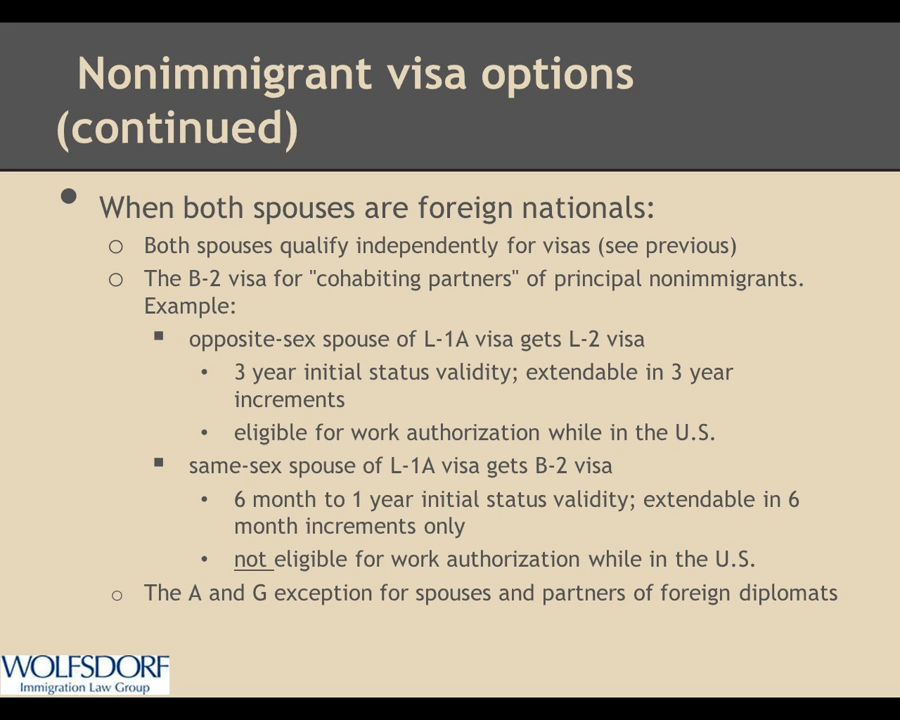 Nonimmigrant visa options
(continued)
• When both spouses are foreign nationals:
○ Both spouses qualify independently for visas (see previous)
○ The B-2 visa for "cohabiting partners" of principal nonimmigrants.
Example:
▪ opposite-sex spouse of L-1A visa gets L-2 visa
• 3 year initial status validity; extendable in 3 year
increments
• eligible for work authorization while in the U.S.
▪ same-sex spouse of L-1A visa gets B-2 visa
• 6 month to 1 year initial status validity; extendable in 6
month increments only
• not eligible for work authorization while in the U.S.
○ The A and G exception for spouses and partners of foreign diplomats
WOLFSDORF
Immigration Law Group